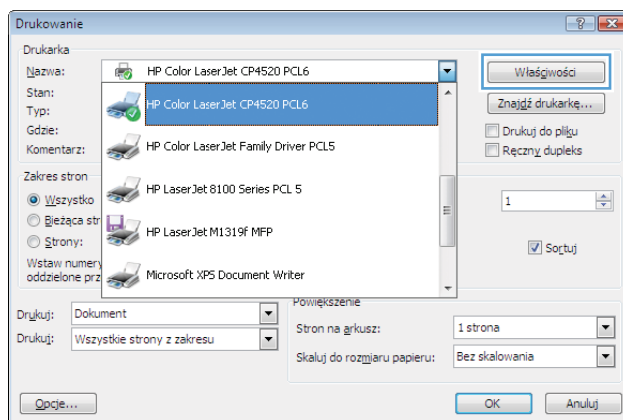 Drukowanie
Drukarka
Nazwa: HP Color LaserJet CP4520 PCL6 Właściwości
Stan: HP Color LaserJet CP4520 PCL6
Typ: Znajdź drukarkę...
Gdzie: HP Color LaserJet Family Driver PCL5 Drukuj do pliku
Komentarz: Ręczny dupleks
Zakres stron HP LaserJet 8100 Series PCL 5
Wszystko 1
Bieżąca str HP LaserJet M1319f MFP
Strony: Sortuj
Wstaw numery Microsoft XPS Document Writer
oddzielone prz
Drukuj: Dokument Powiększenie
Drukuj: Wszystkie strony z zakresu Stron na arkusz: 1 strona
Skaluj do rozmiaru papieru: Bez skalowania
Opcje... OK Anuluj